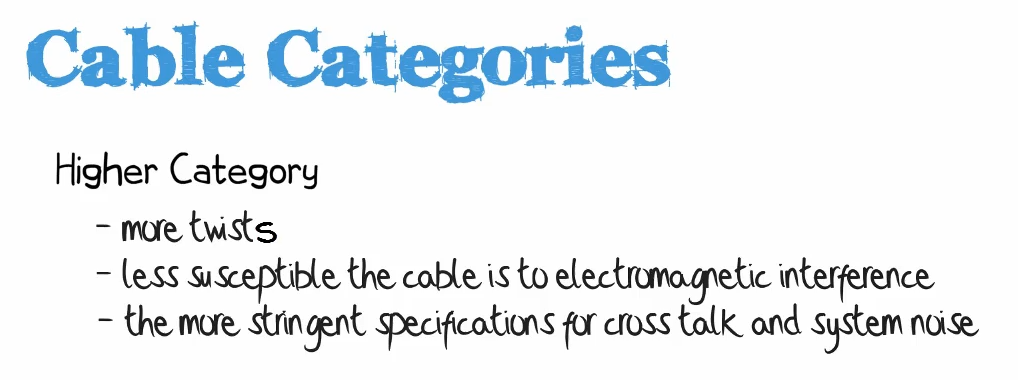 Cable Categories
Higher Category
- more twists
- less susceptible the cable is to electromagnetic interference
- the more stringent specifications for cross talk and system noise